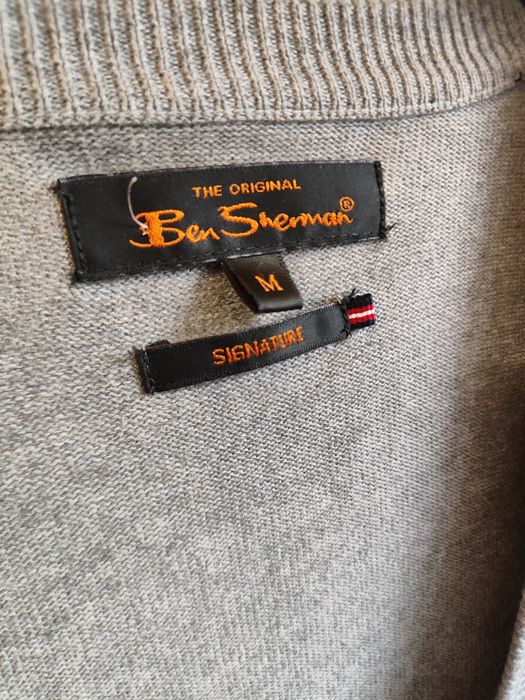 THE ORIGINAL
Ben Sherman®
M
SIGNATURE